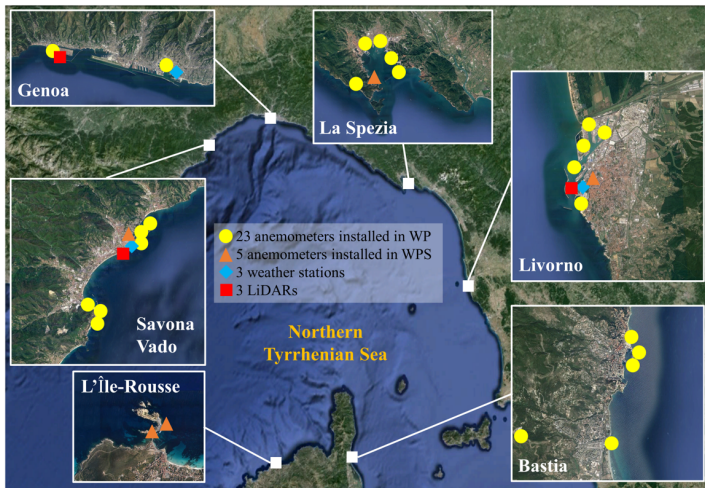 Genoa
La Spezia
Livorno
23 anemometers installed in WP
5 anemometers installed in WPS
3 weather stations
3 LiDARs
Savona
Vado
Northern
Tyrrhenian Sea
L'Île-Rousse
Bastia